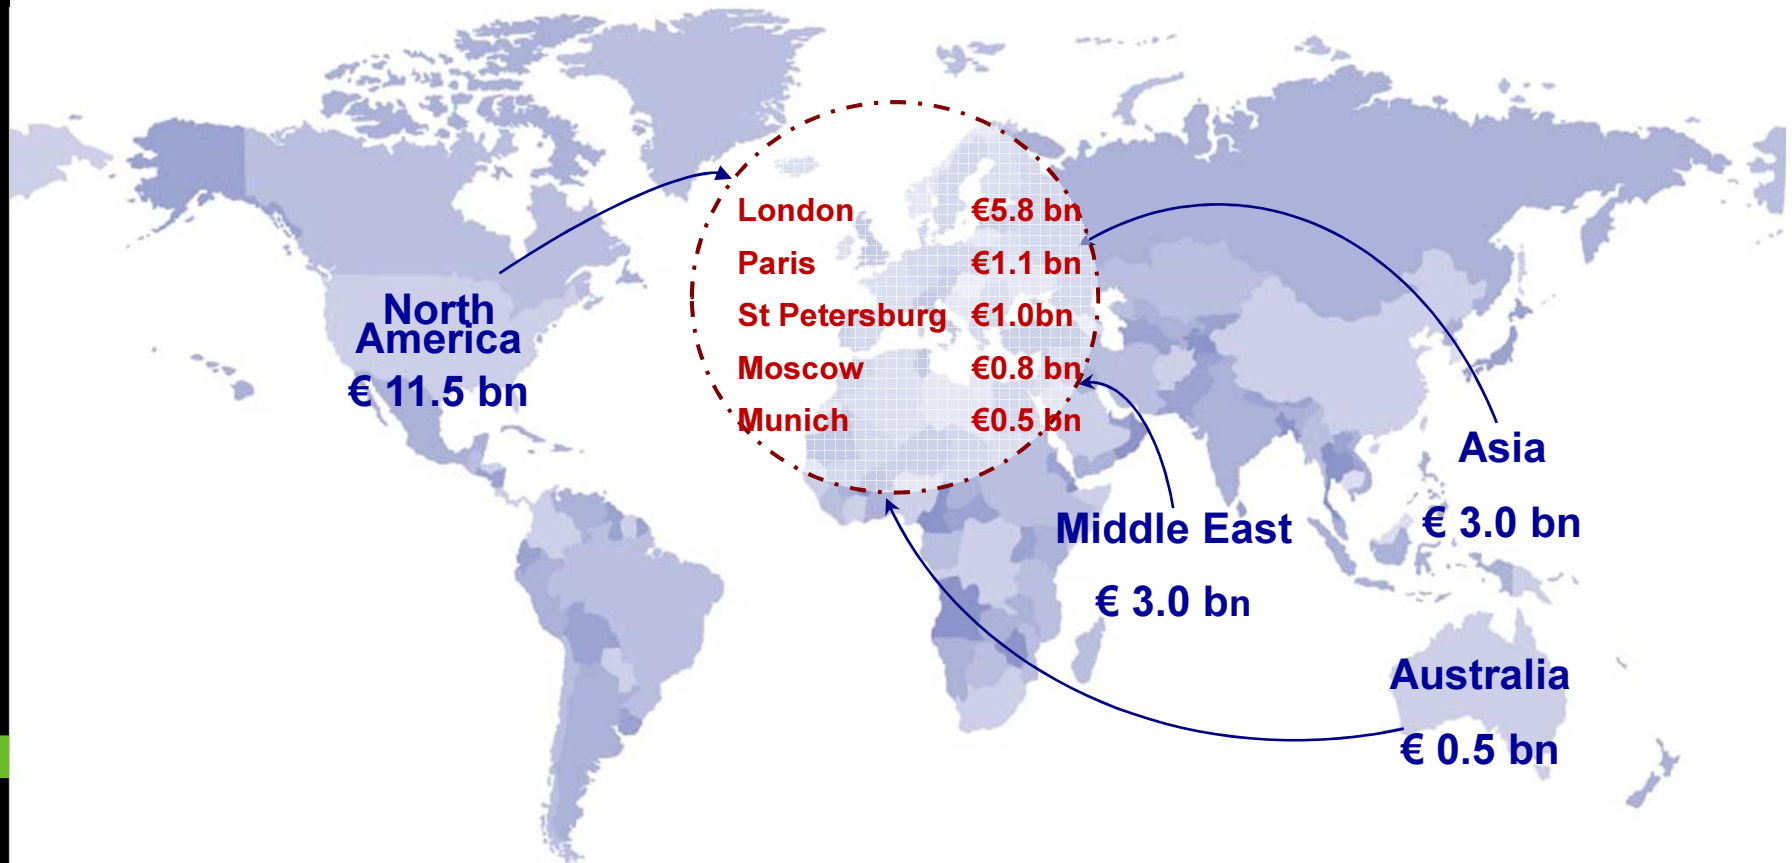 London €5.8 bn
Paris €1.1 bn
St Petersburg €1.0bn
Moscow €0.8 bn
Munich €0.5 bn
North
America
€ 11.5 bn
Asia
€ 3.0 bn
Middle East
€ 3.0 bn
Australia
€ 0.5 bn